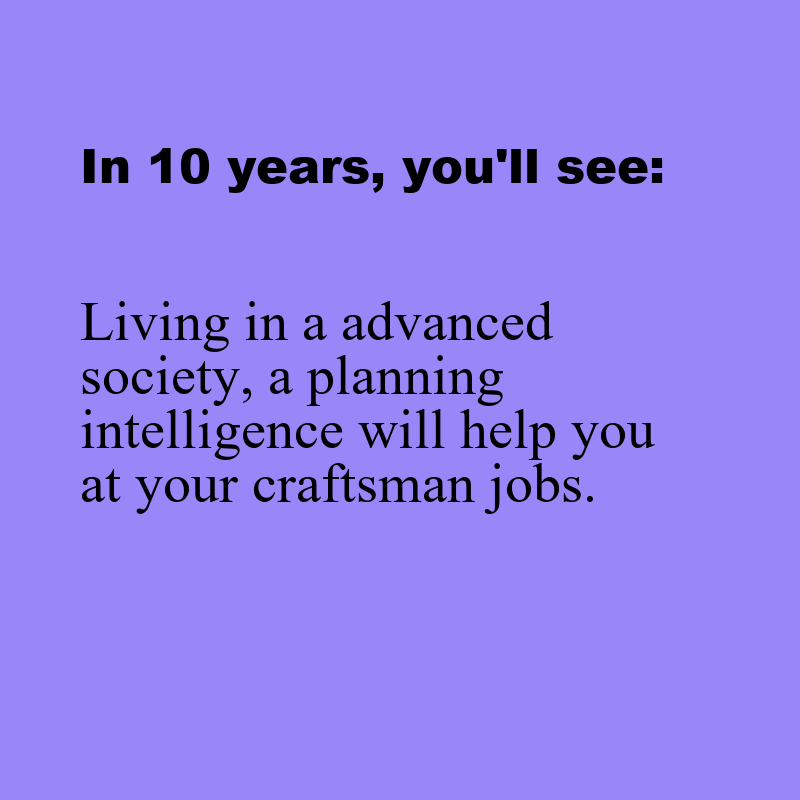 In 10 years, you'll see:
Living in a advanced
society, a planning
intelligence will help you
at your craftsman jobs.